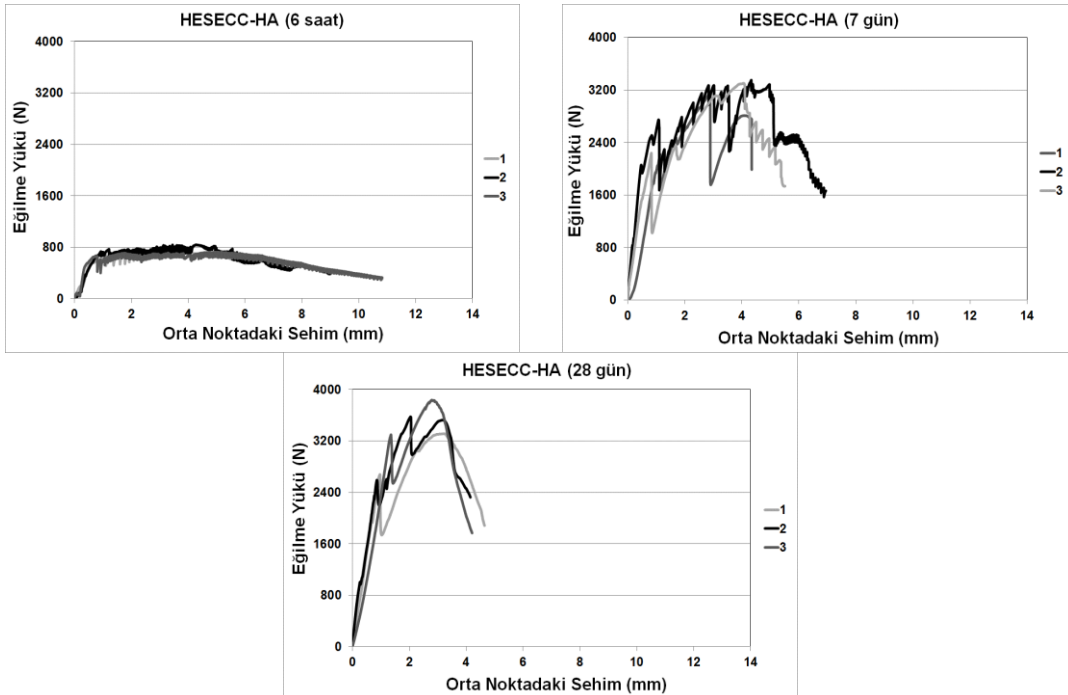 HESECC-HA (6 saat)
4000
3200
2400
1600
800
0
Eğilme Yükü (N)
0 2 4 6 8 10 12 14
Orta Noktadaki Sehim (mm)
1
2
3
HESECC-HA (7 gün)
4000
3200
2400
1600
800
0
Eğilme Yükü (N)
0 2 4 6 8 10 12 14
Orta Noktadaki Sehim (mm)
1
2
3
HESECC-HA (28 gün)
4000
3200
2400
1600
800
0
Eğilme Yükü (N)
0 2 4 6 8 10 12 14
Orta Noktadaki Sehim (mm)
1
2
3